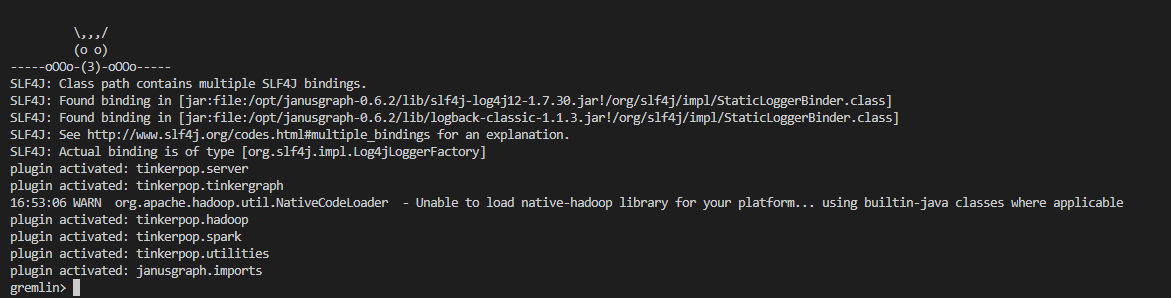 \,,,/
         (o o)
-----oOOo-(3)-oOOo-----
SLF4J: Class path contains multiple SLF4J bindings.
SLF4J: Found binding in [jar:file:/opt/janusgraph-0.6.2/lib/slf4j-log4j12-1.7.30.jar!/org/slf4j/impl/StaticLoggerBinder.class]
SLF4J: Found binding in [jar:file:/opt/janusgraph-0.6.2/lib/logback-classic-1.1.3.jar!/org/slf4j/impl/StaticLoggerBinder.class]
SLF4J: See http://www.slf4j.org/codes.html#multiple_bindings for an explanation.
SLF4J: Actual binding is of type [org.slf4j.impl.Log4jLoggerFactory]
plugin activated: tinkerpop.server
plugin activated: tinkerpop.tinkergraph
16:53:06 WARN  org.apache.hadoop.util.NativeCodeLoader  - Unable to load native-hadoop library for your platform... using builtin-java classes where applicable
plugin activated: tinkerpop.hadoop
plugin activated: tinkerpop.spark
plugin activated: tinkerpop.utilities
plugin activated: janusgraph.imports
gremlin>